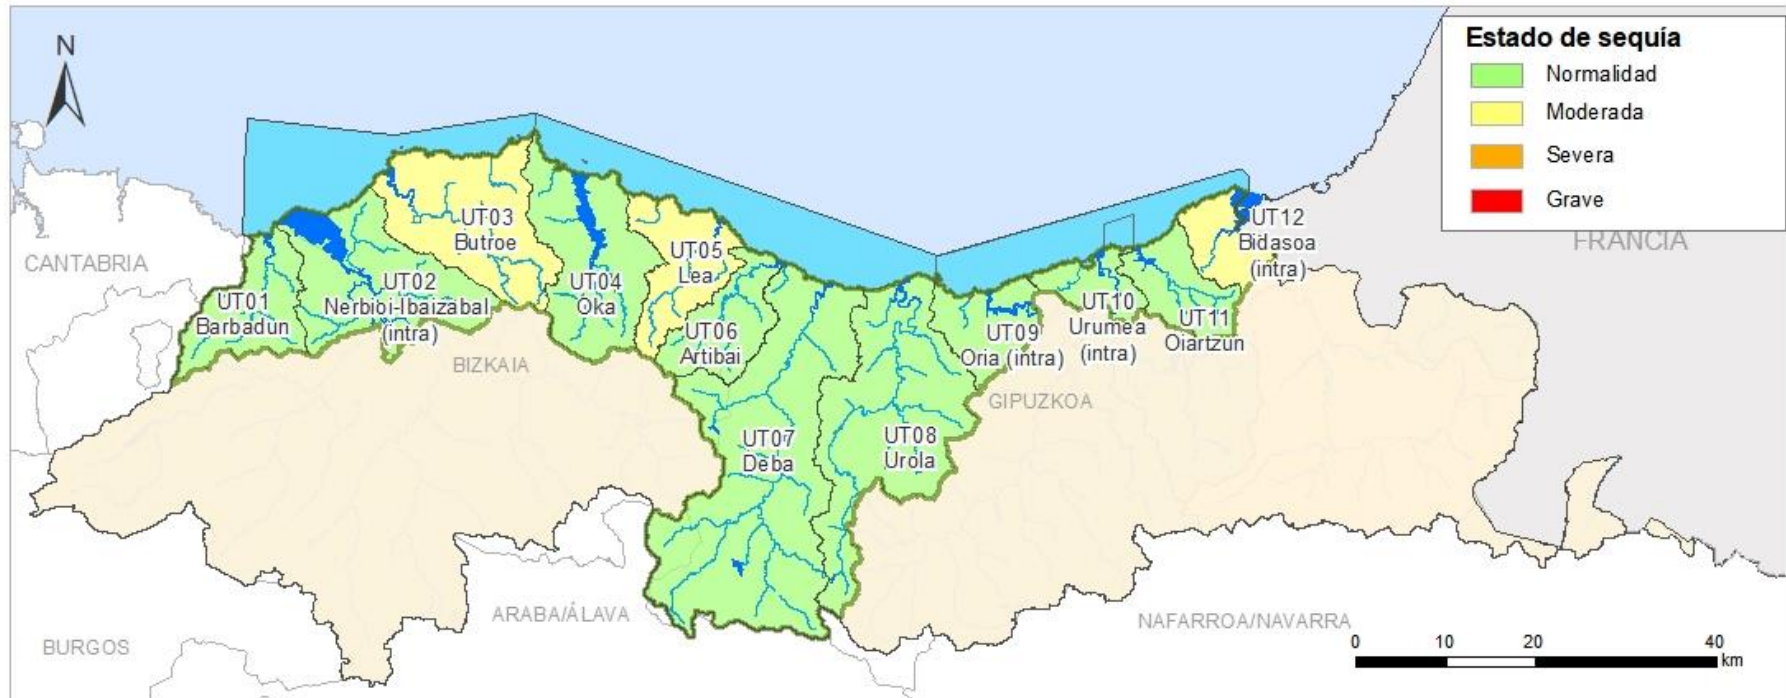 N
Estado de sequía
Normalidad
Moderada
Severa
Grave
CANTABRIA
FRANCIA
UT01
Barbadun
UT02
Nerbioi-Ibaizabal
(intra)
UT03
Butroe
UT04
Oka
UT05
Lea
UT06
Artibai
UT07
Deba
UT08
Urola
UT09
Oria (intra)
UT10
Urumea
(intra)
UT11
Oiartzun
UT12
Bidasoa
(intra)
BIZKAIA
GIPUZKOA
ARABA/ÁLAVA
BURGOS
NAFARROA/NAVARRA
0 10 20 40
km